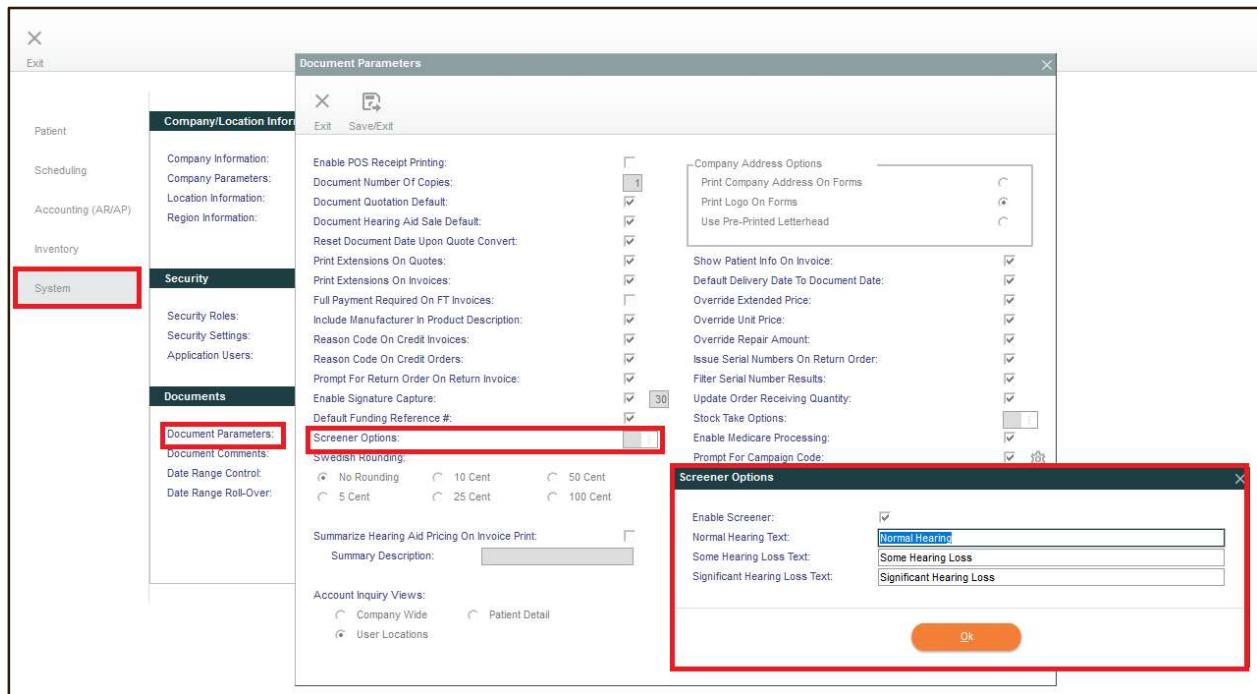 Exit
Patient
Scheduling
Accounting (AR/AP)
Inventory
System
Company/Location Infor
Company Information:
Company Parameters:
Location Information:
Region Information:
Security
Security Roles:
Security Settings:
Application Users:
Documents
Document Parameters:
Document Comments:
Date Range Control:
Date Range Roll-Over:
Document Parameters
Exit Save/Exit
Enable POS Receipt Printing:
Document Number Of Copies: 1
Document Quotation Default:
Document Hearing Aid Sale Default:
Reset Document Date Upon Quote Convert:
Print Extensions On Quotes:
Print Extensions On Invoices:
Full Payment Required On FT Invoices:
Include Manufacturer In Product Description:
Reason Code On Credit Invoices:
Reason Code On Credit Orders:
Prompt For Return Order On Return Invoice:
Enable Signature Capture: 30
Default Funding Reference #:
Screener Options:
Swedish Rounding:
No Rounding 10 Cent 50 Cent
5 Cent 25 Cent 100 Cent
Summarize Hearing Aid Pricing On Invoice Print:
Summary Description:
Account Inquiry Views:
Company Wide Patient Detail
User Locations
Company Address Options
Print Company Address On Forms
Print Logo On Forms
Use Pre-Printed Letterhead
Show Patient Info On Invoice:
Default Delivery Date To Document Date:
Override Extended Price:
Override Unit Price:
Override Repair Amount:
Issue Serial Numbers On Return Order:
Filter Serial Number Results:
Update Order Receiving Quantity:
Stock Take Options:
Enable Medicare Processing:
Prompt For Campaign Code:
Screener Options
Enable Screener:
Normal Hearing Text: Normal Hearing
Some Hearing Loss Text: Some Hearing Loss
Significant Hearing Loss Text: Significant Hearing Loss
Ok